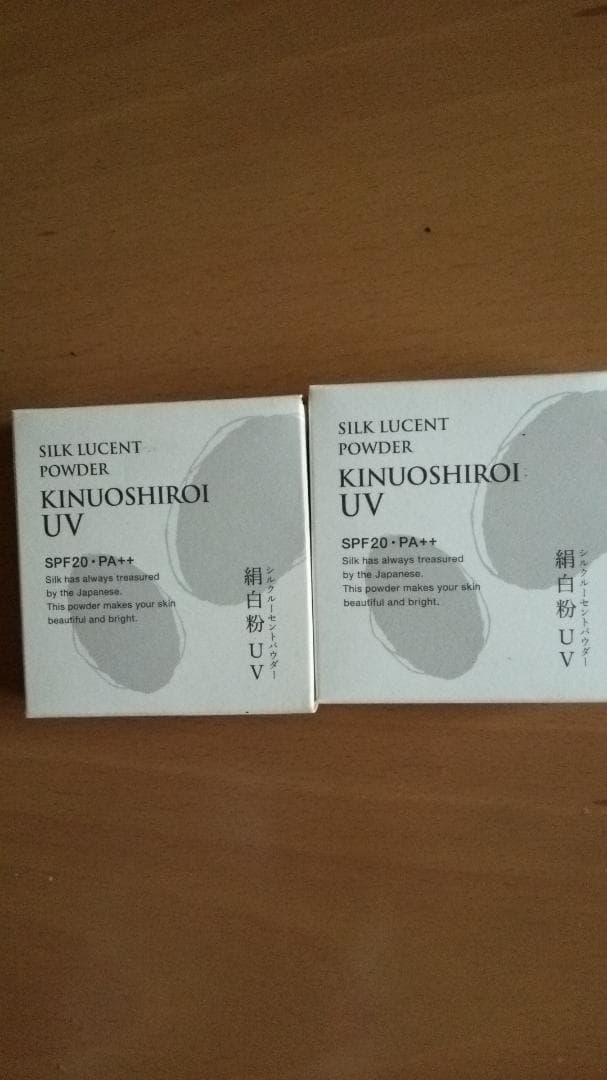 SILK LUCENT
POWDER
KINUOSHIROI
UV
SPF20・PA++
Silk has always treasured
by the Japanese.
This powder makes your skin
beautiful and bright.
絹白粉UV
シルクルーセントパウダー
SILK LUCENT
POWDER
KINUOSHIROI
UV
SPF20・PA++
Silk has always treasured
by the Japanese.
This powder makes your skin
beautiful and bright.
絹白粉UV
シルクルーセントパウダー